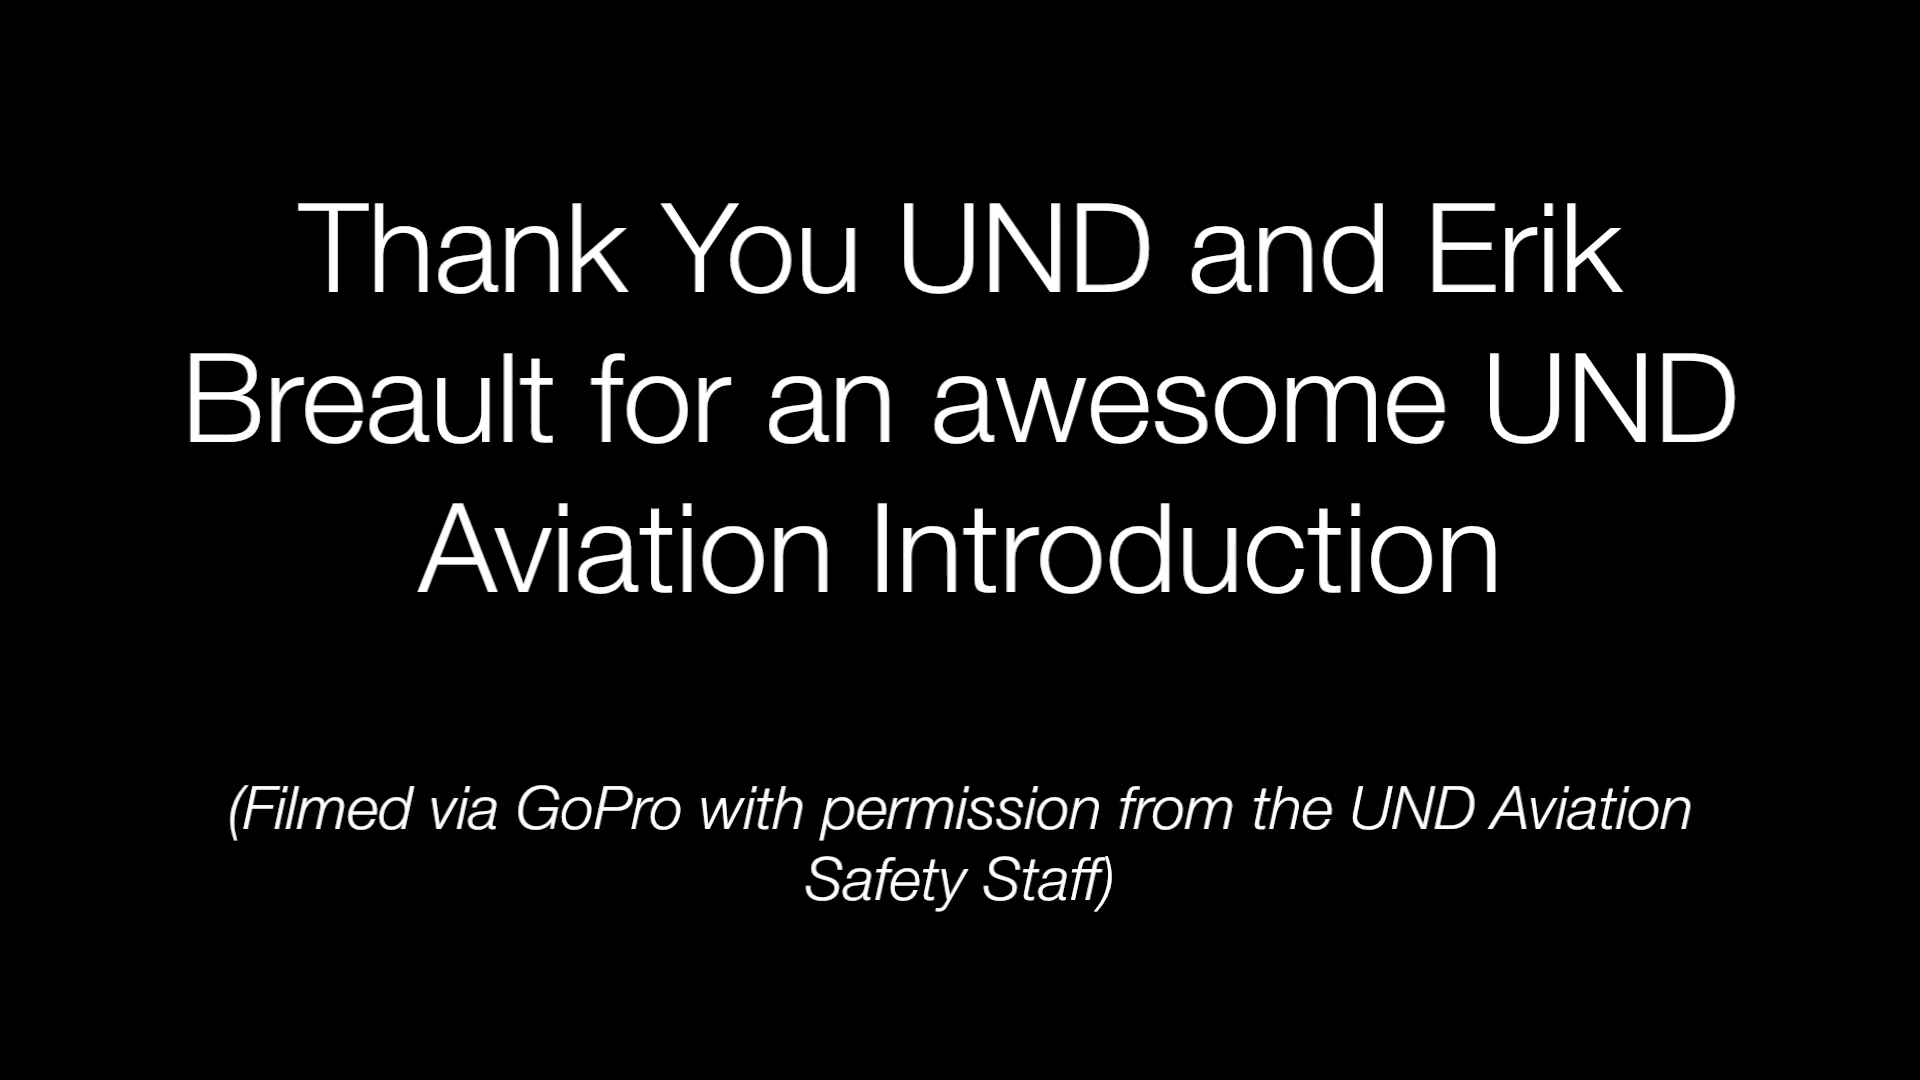 Thank You UND and Erik
Breault for an awesome UND
Aviation Introduction
(Filmed via GoPro with permission from the UND Aviation
Safety Staff)